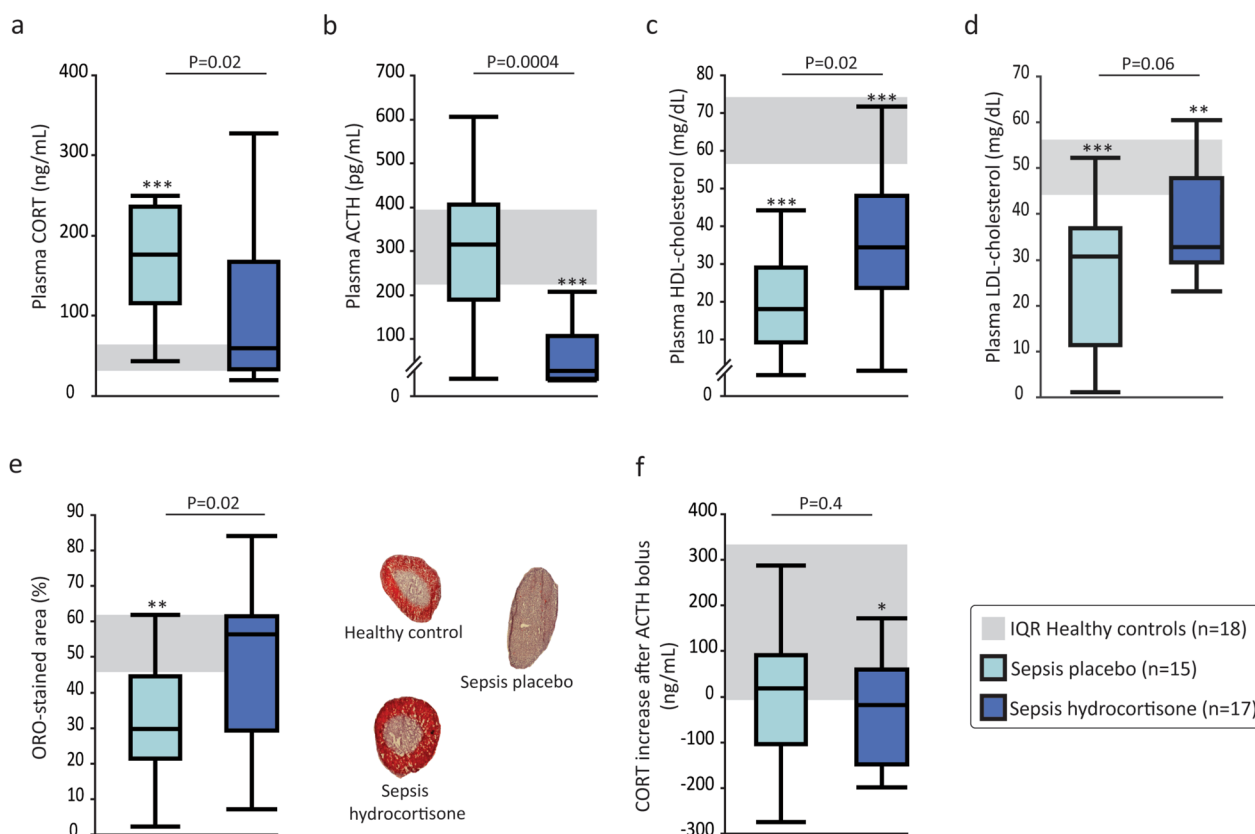 a
P=0.02
Plasma CORT (ng/mL)
400
300
200
100
0
***
b
P=0.0004
Plasma ACTH (pg/mL)
700
600
500
400
300
200
100
0
***
c
P=0.02
Plasma HDL-cholesterol (mg/dL)
80
70
60
50
40
30
20
10
0
***
***
d
P=0.06
Plasma LDL-cholesterol (mg/dL)
70
60
50
40
30
20
10
0
***
**
e
P=0.02
ORO-stained area (%)
90
80
70
60
50
40
30
20
10
0
**
Healthy control
Sepsis placebo
Sepsis
hydrocortisone
f
P=0.4
CORT increase after ACTH bolus
(ng/mL)
400
300
200
100
0
-100
-200
-300
*
IQR Healthy controls (n=18)
Sepsis placebo (n=15)
Sepsis hydrocortisone (n=17)